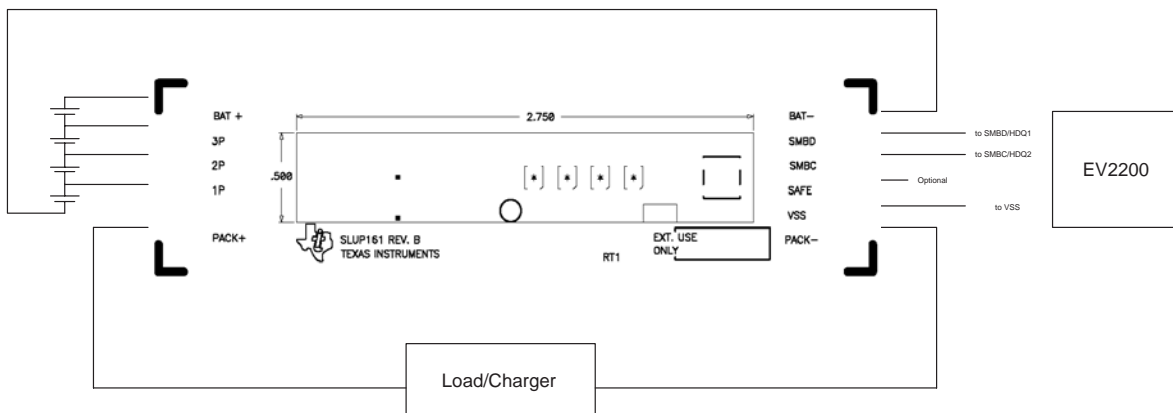 BAT +
3P
2P
1P
PACK+
2.750
.500
* * * *
SLUP161 REV. B
TEXAS INSTRUMENTS
RT1
EXT. USE
ONLY
BAT-
SMBD
SMBC
SAFE
VSS
PACK-
to SMBD/HDQ1
to SMBC/HDQ2
Optional
to VSS
EV2200
Load/Charger